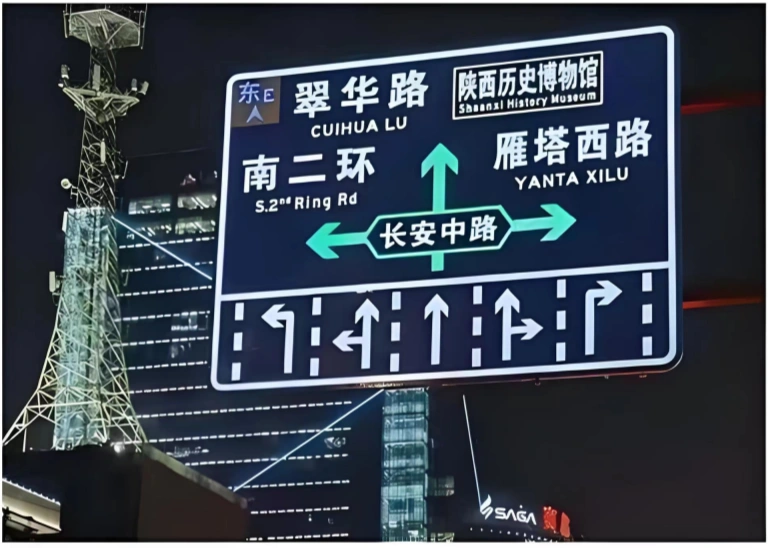 东E
翠华路
CUIHUA LU
陕西历史博物馆
Shaanxi History Museum
南二环
S.2nd Ring Rd
雁塔西路
YANTA XILU
长安中路
SAGA